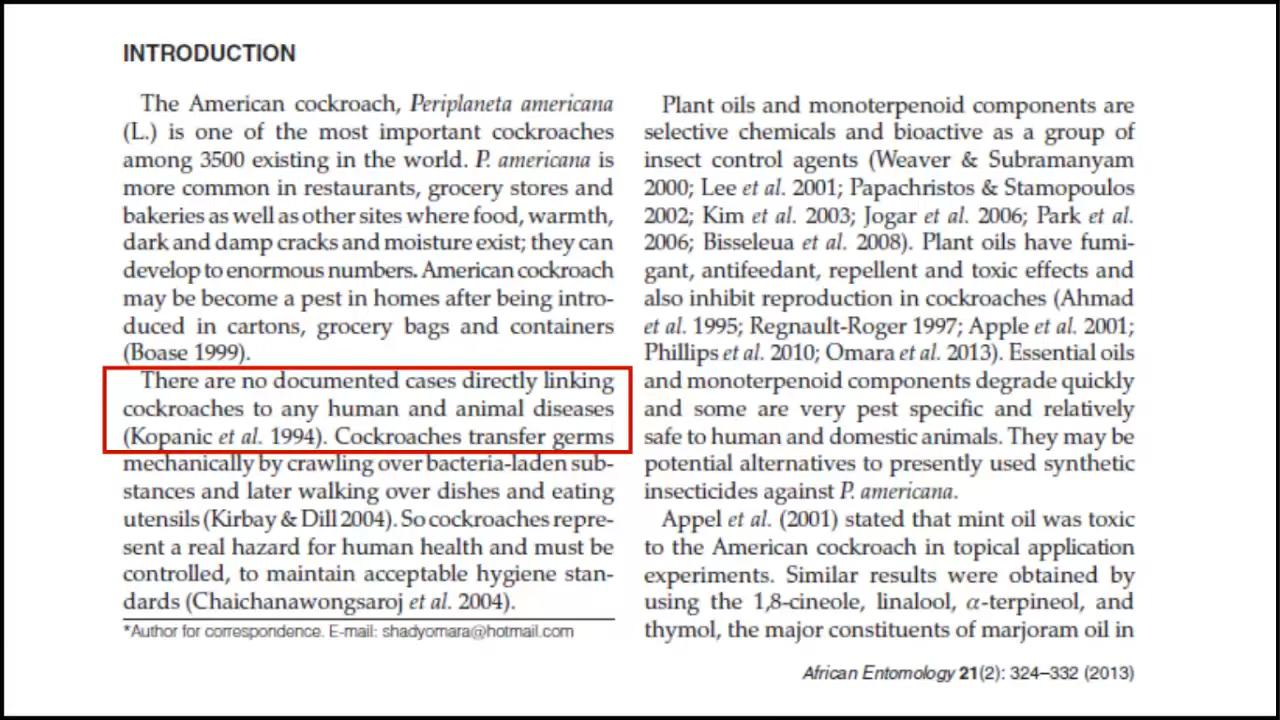 INTRODUCTION
The American cockroach, Periplaneta americana
(L.) is one of the most important cockroaches
among 3500 existing in the world. P. americana is
more common in restaurants, grocery stores and
bakeries as well as other sites where food, warmth,
dark and damp cracks and moisture exist; they can
develop to enormous numbers. American cockroach
may be become a pest in homes after being intro-
duced in cartons, grocery bags and containers
(Boase 1999).
There are no documented cases directly linking
cockroaches to any human and animal diseases
(Kopanic et al. 1994). Cockroaches transfer germs
mechanically by crawling over bacteria-laden sub-
stances and later walking over dishes and eating
utensils (Kirbay & Dill 2004). So cockroaches repre-
sent a real hazard for human health and must be
controlled, to maintain acceptable hygiene stan-
dards (Chaichanawongsaroj et al. 2004).
*Author for correspondence. E-mail: shadyomara@hotmail.com
Plant oils and monoterpenoid components are
selective chemicals and bioactive as a group of
insect control agents (Weaver & Subramanyam
2000; Lee et al. 2001; Papachristos & Stamopoulos
2002; Kim et al. 2003; Jogar et al. 2006; Park et al.
2006; Bisseleua et al. 2008). Plant oils have fumi-
gant, antifeedant, repellent and toxic effects and
also inhibit reproduction in cockroaches (Ahmad
et al. 1995; Regnault-Roger 1997; Apple et al. 2001;
Phillips et al. 2010; Omara et al. 2013). Essential oils
and monoterpenoid components degrade quickly
and some are very pest specific and relatively
safe to human and domestic animals. They may be
potential alternatives to presently used synthetic
insecticides against P. americana.
Appel et al. (2001) stated that mint oil was toxic
to the American cockroach in topical application
experiments. Similar results were obtained by
using the 1,8-cineole, linalool, α-terpineol, and
thymol, the major constituents of marjoram oil in
African Entomology 21(2): 324–332 (2013)